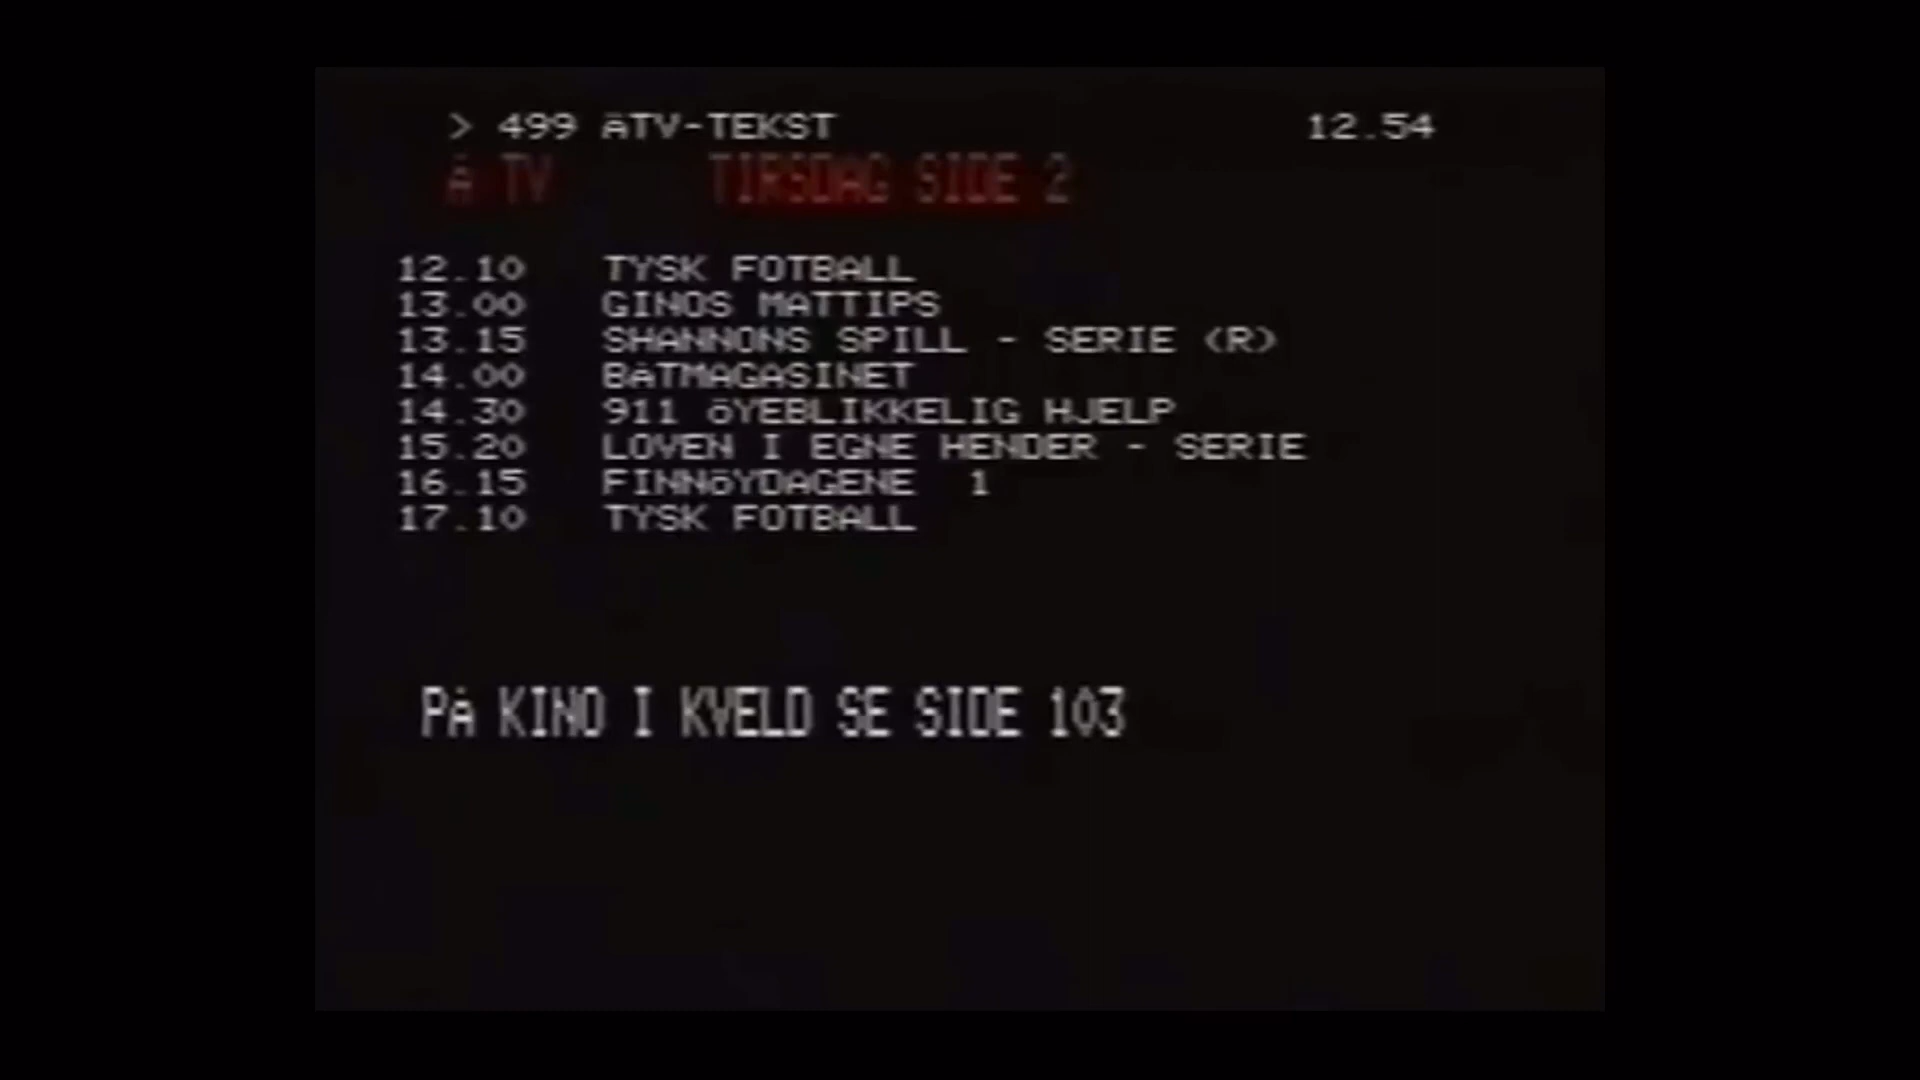 > 499 åTV-TEKST 12.54
Å TV TIRSDAG SIDE 2
12.10 TYSK FOTBALL
13.00 GINOS MATTIPS
13.15 SHANNONS SPILL - SERIE (R)
14.00 BåTMAGASINET
14.30 911 öYEBLIKKELIG HJELP
15.20 LOVEN I EGNE HENDER - SERIE
16.15 FINNöYDAGENE 1
17.10 TYSK FOTBALL
På KINO I KVELD SE SIDE 103